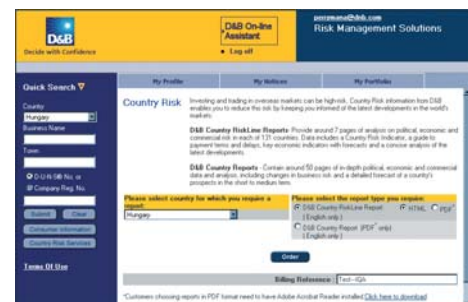 D&B
Decide with Confidence
D&B On-line
Assistant
• Log off
Risk Management Solutions
My Profile
My Notices
My Portfolio
Quick Search
Country
Hungary
Business Name
Town:
D-U-N-S® No. or
Company Reg. No.
Submit
Clear
Consumer Information
Country Risk Services
Terms Of Use
Country Risk
Investing and trading in overseas markets can be high-risk. Country Risk information from D&B
enables you to reduce this risk by keeping you informed of the latest developments in the world's
markets.
D&B Country RiskLine Reports- Provide around 7 pages of analysis on political, economic and
commercial risk in each of 131 countries. Data includes a Country Risk Indicator, a guide to
payment terms and delays, key economic indicators with forecasts and a concise analysis of the
latest developments.
D&B Country Reports - Contain around 50 pages of in-depth political, economic and commercial
data and analysis, including changes in business risk and a detailed forecast of a country's
prospects in the short to medium term.
Please select country for which you require a
report:
Hungary
Please select the report type you require:
D&B Country RiskLine Report
HTML
PDF*
(English only)
D&B Country Report (PDF* only)
(English only)
Order
Billing Reference :
Test--IQA
*Customers choosing reports in PDF format need to have Adobe Acrobat Reader installed Click here to download